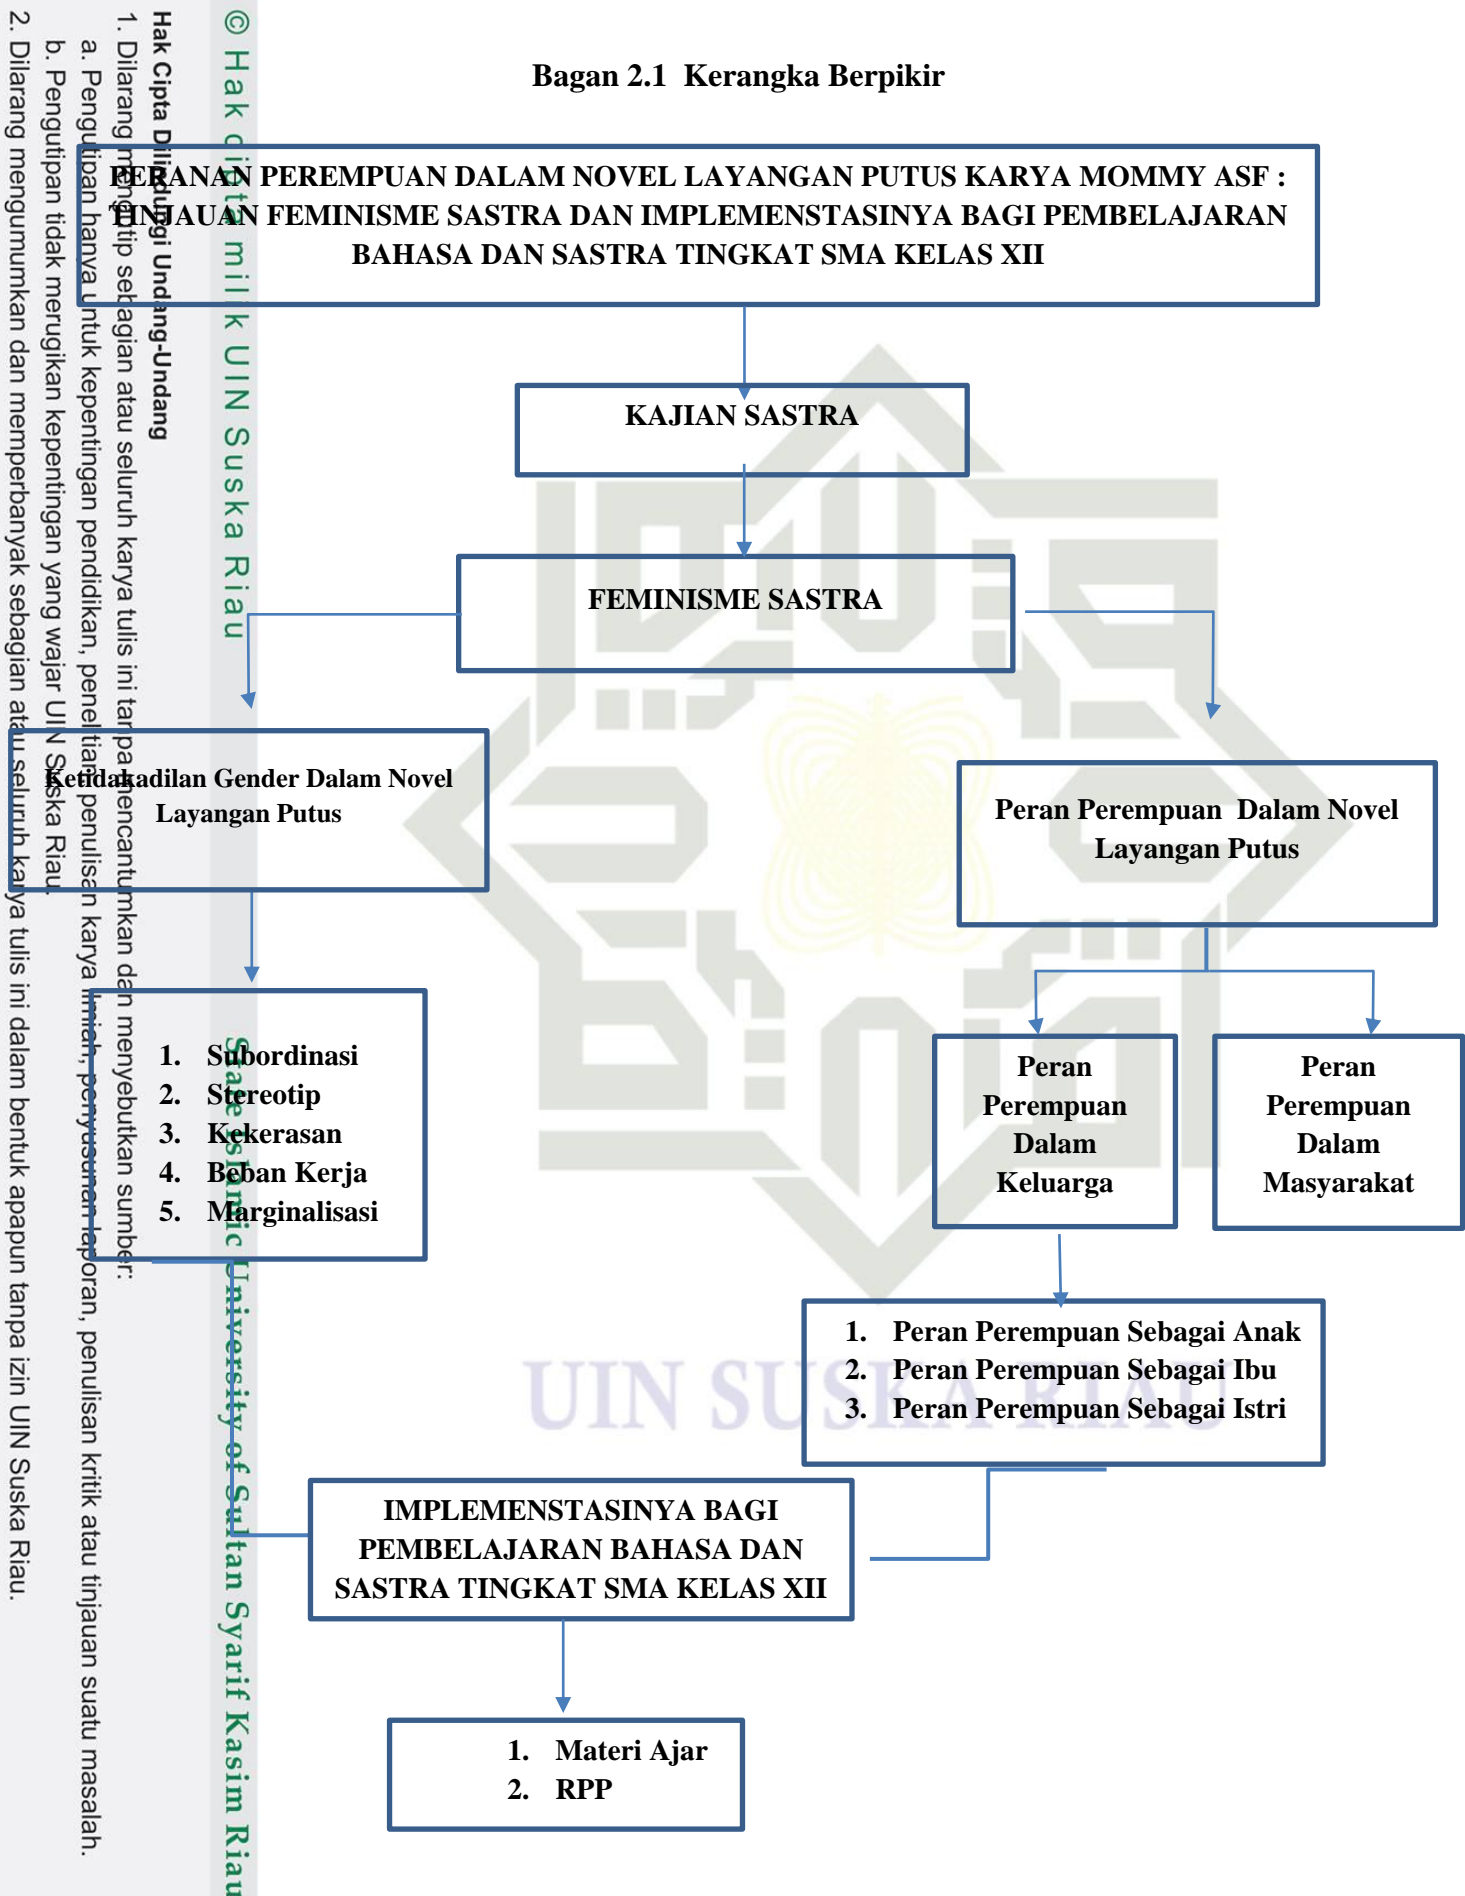 Bagan 2.1  Kerangka Berpikir
PERANAN PEREMPUAN DALAM NOVEL LAYANGAN PUTUS KARYA MOMMY ASF :
TINJAUAN FEMINISME SASTRA DAN IMPLEMENSTASINYA BAGI PEMBELAJARAN
BAHASA DAN SASTRA TINGKAT SMA KELAS XII
KAJIAN SASTRA
FEMINISME SASTRA
Ketidakadilan Gender Dalam Novel
Layangan Putus
Peran Perempuan  Dalam Novel
Layangan Putus
1. Subordinasi
2. Stereotip
3. Kekerasan
4. Beban Kerja
5. Marginalisasi
Peran
Perempuan
Dalam
Keluarga
Peran
Perempuan
Dalam
Masyarakat
1. Peran Perempuan Sebagai Anak
2. Peran Perempuan Sebagai Ibu
3. Peran Perempuan Sebagai Istri
IMPLEMENSTASINYA BAGI
PEMBELAJARAN BAHASA DAN
SASTRA TINGKAT SMA KELAS XII
1. Materi Ajar
2. RPP
UIN SUSKA RIAU
© Hak cipta milik UIN Suska Riau
State Islamic University of Sultan Syarif Kasim Riau
Hak Cipta Dilindungi Undang-Undang
1. Dilarang mengutip sebagian atau seluruh karya tulis ini tanpa mencantumkan dan menyebutkan sumber:
a. Pengutipan hanya untuk kepentingan pendidikan, penelitian, penulisan karya ilmiah, penyusunan laporan, penulisan kritik atau tinjauan suatu masalah.
b. Pengutipan tidak merugikan kepentingan yang wajar UIN Suska Riau.
2. Dilarang mengumumkan dan memperbanyak sebagian atau seluruh karya tulis ini dalam bentuk apapun tanpa izin UIN Suska Riau.